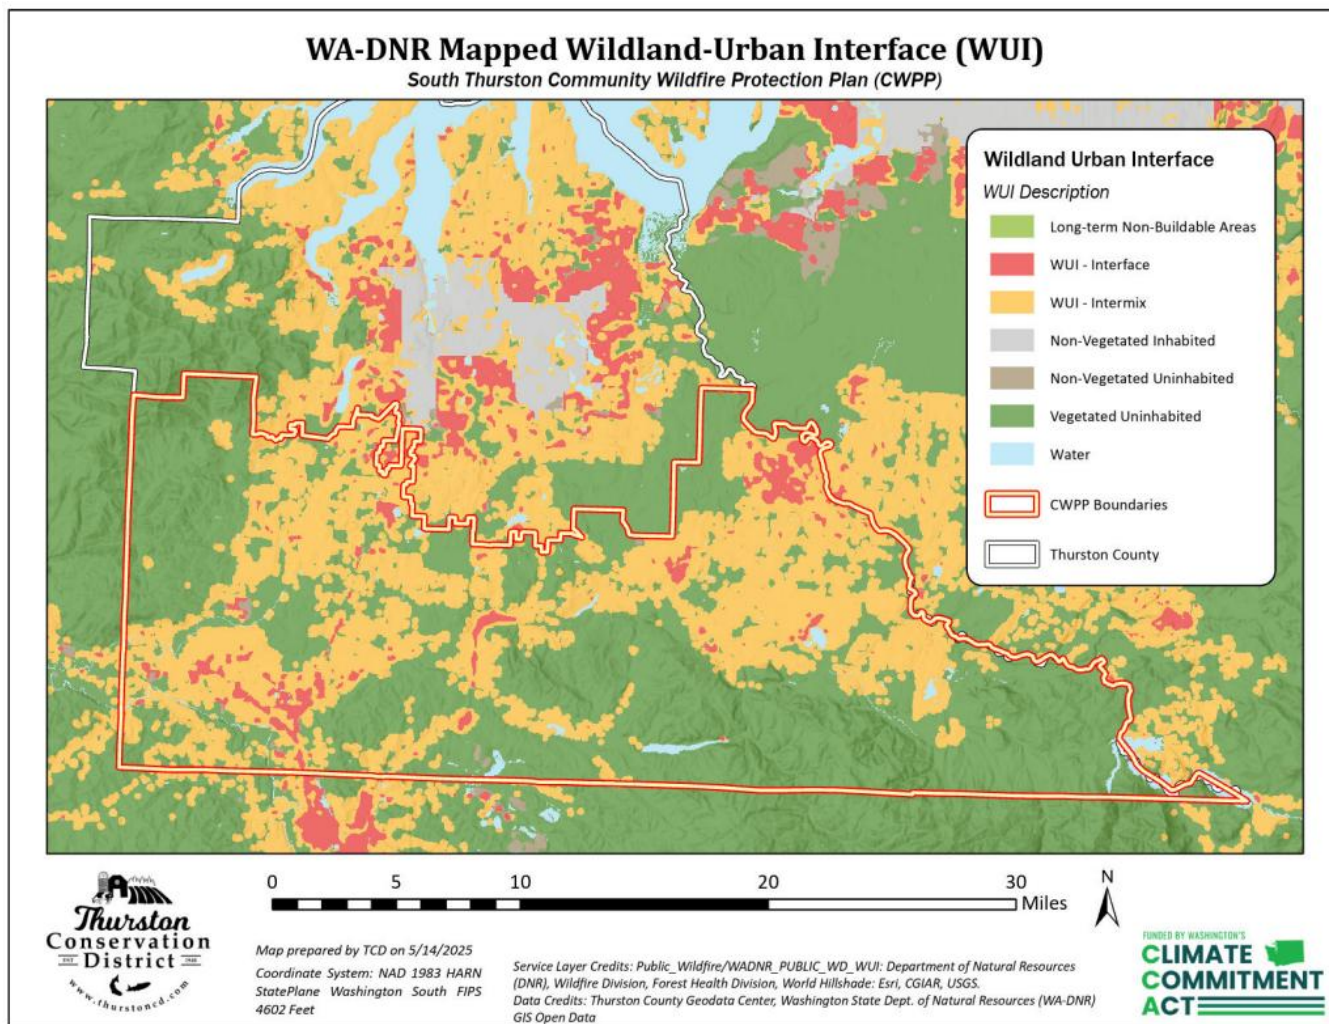 WA-DNR Mapped Wildland-Urban Interface (WUI)
South Thurston Community Wildfire Protection Plan (CWPP)
Wildland Urban Interface
WUI Description
Long-term Non-Buildable Areas
WUI - Interface
WUI - Intermix
Non-Vegetated Inhabited
Non-Vegetated Uninhabited
Vegetated Uninhabited
Water
CWPP Boundaries
Thurston County
0 5 10 20 30
Miles
N
Thurston
Conservation
District
EST 1948
www.thurstoncd.com
Map prepared by TCD on 5/14/2025
Coordinate System: NAD 1983 HARN
StatePlane Washington South FIPS
4602 Feet
Service Layer Credits: Public_Wildfire/WADNR_PUBLIC_WD_WUI: Department of Natural Resources
(DNR), Wildfire Division, Forest Health Division, World Hillshade: Esri, CGIAR, USGS.
Data Credits: Thurston County Geodata Center, Washington State Dept. of Natural Resources (WA-DNR)
GIS Open Data
FUNDED BY WASHINGTON'S
CLIMATE
COMMITMENT
ACT